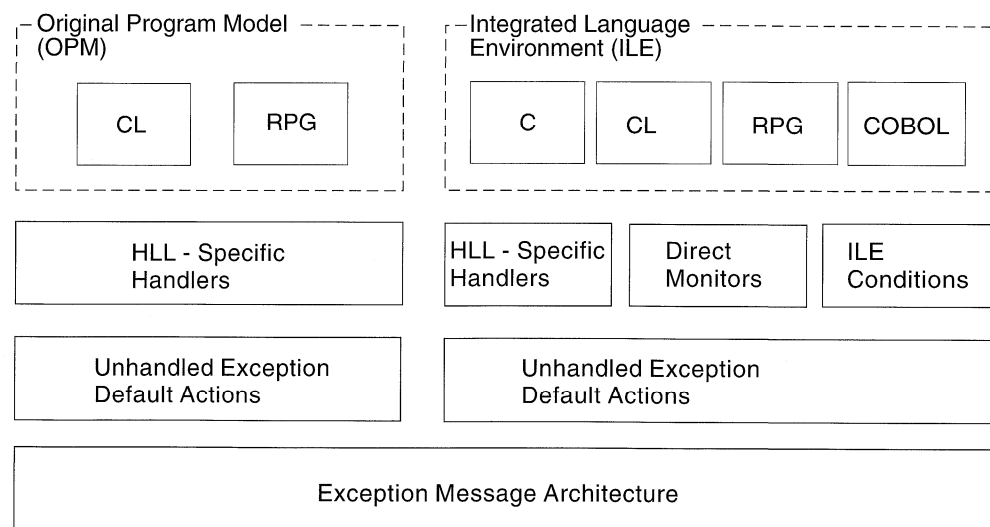 Original Program Model
(OPM)
CL
RPG
Integrated Language
Environment (ILE)
C
CL
RPG
COBOL
HLL - Specific
Handlers
HLL - Specific
Handlers
Direct
Monitors
ILE
Conditions
Unhandled Exception
Default Actions
Unhandled Exception
Default Actions
Exception Message Architecture